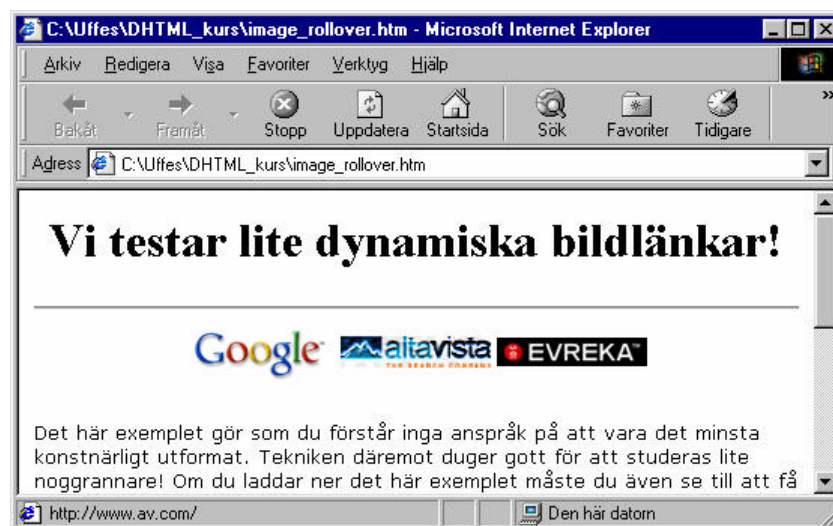 C:\Uffes\DHTML_kurs\image_rollover.htm - Microsoft Internet Explorer
Arkiv Redigera Visa Favoriter Verktyg Hjälp
Bakåt Framåt Stopp Uppdatera Startsida Sök Favoriter Tidigare »
Adress C:\Uffes\DHTML_kurs\image_rollover.htm
Vi testar lite dynamiska bildlänkar!
Google altavista EVREKA™
THE SEARCH COMPANY
Det här exemplet gör som du förstår inga anspråk på att vara det minsta
konstnärligt utformat. Tekniken däremot duger gott för att studeras lite
noggrannare! Om du laddar ner det här exemplet måste du även se till att få
http://www.av.com/ Den här datorn